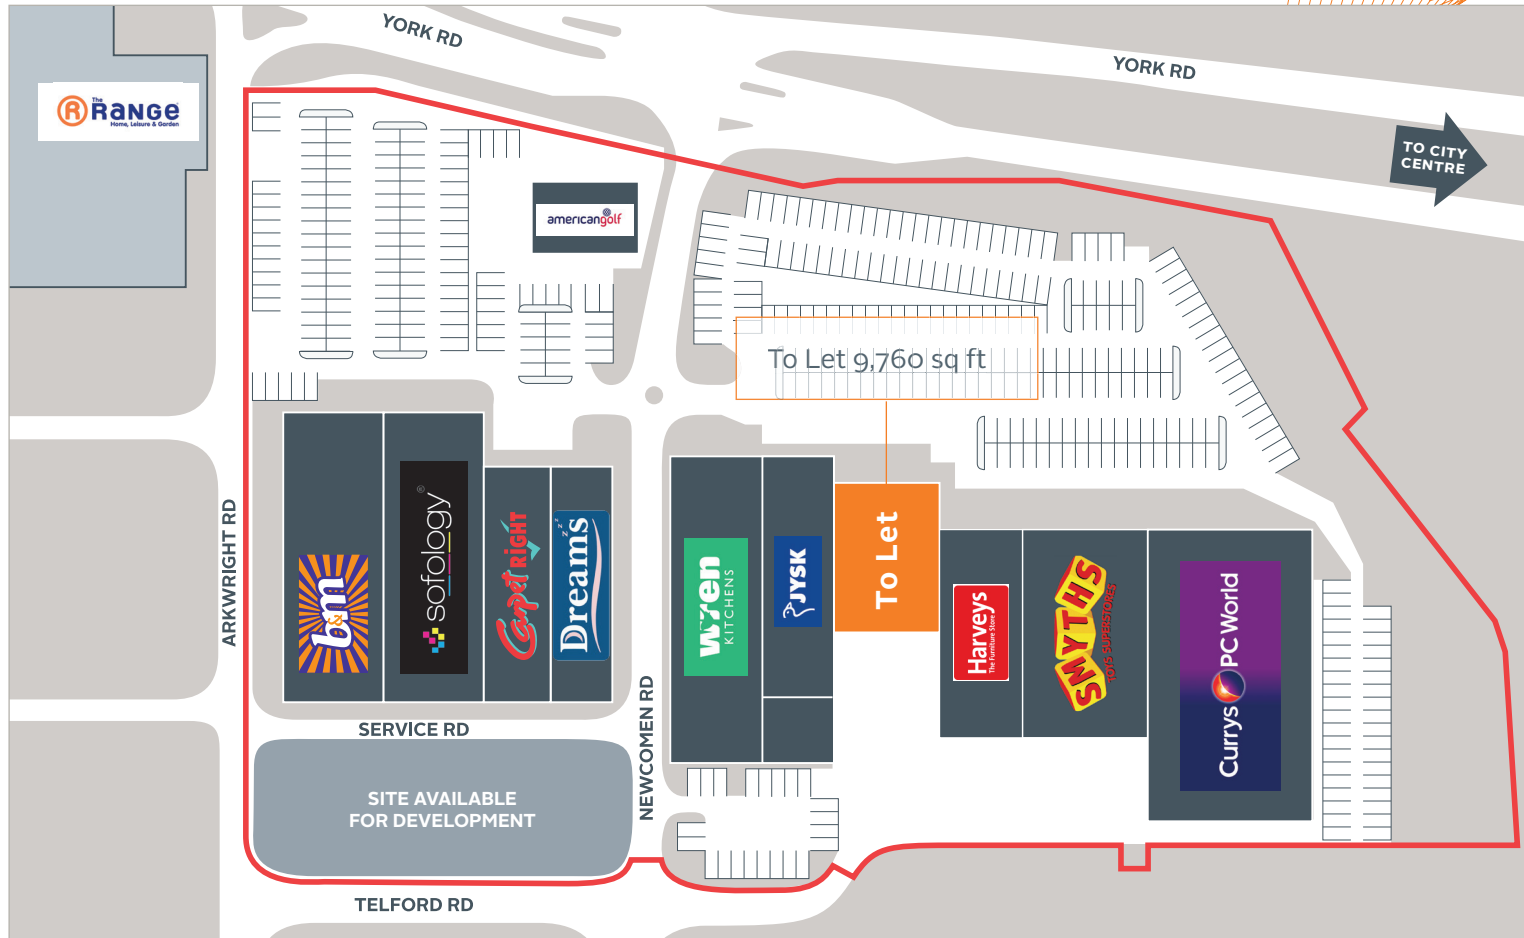 YORK RD
YORK RD
The
Range
Home, Leisure & Garden
TO CITY
CENTRE
americangolf
To Let 9,760 sq ft
ARKWRIGHT RD
b&m
sofology®
Carpet RIGHT
Dreams
z z z
wren
KITCHENS
JYSK
To Let
Harveys
The Furniture Store
SMYTHS
TOYS SUPERSTORES
Currys PC World
SERVICE RD
NEWCOMEN RD
SITE AVAILABLE
FOR DEVELOPMENT
TELFORD RD